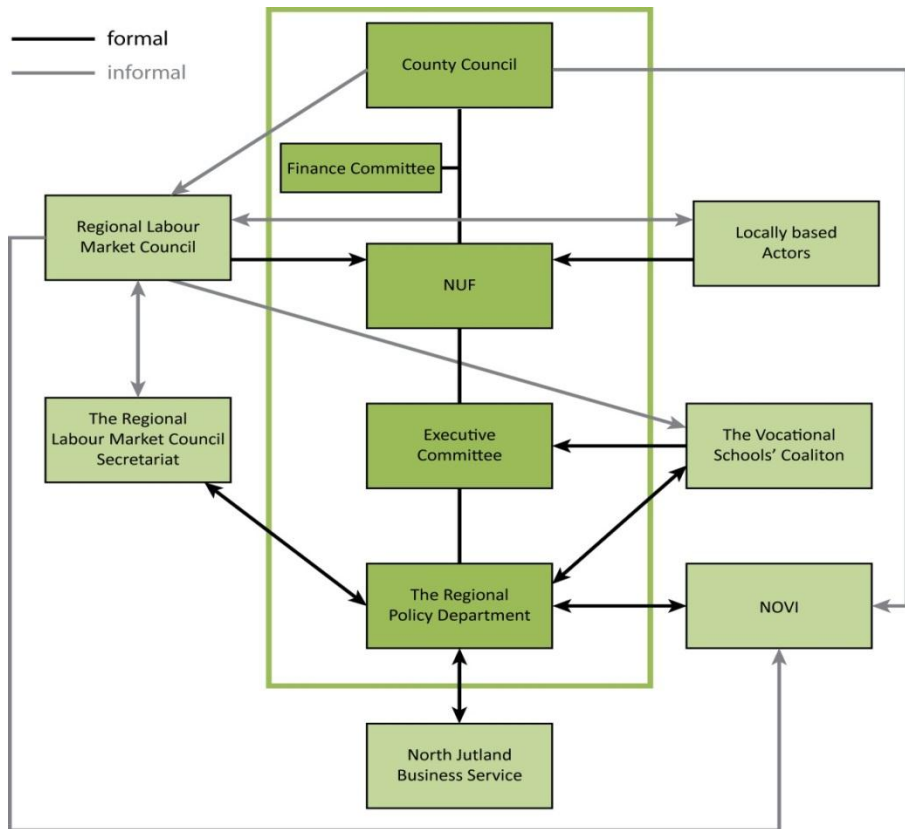 formal
informal
County Council
Finance Committee
Regional Labour
Market Council
Locally based
Actors
NUF
The Regional
Labour Market Council
Secretariat
Executive
Committee
The Vocational
Schools' Coaliton
The Regional
Policy Department
NOVI
North Jutland
Business Service